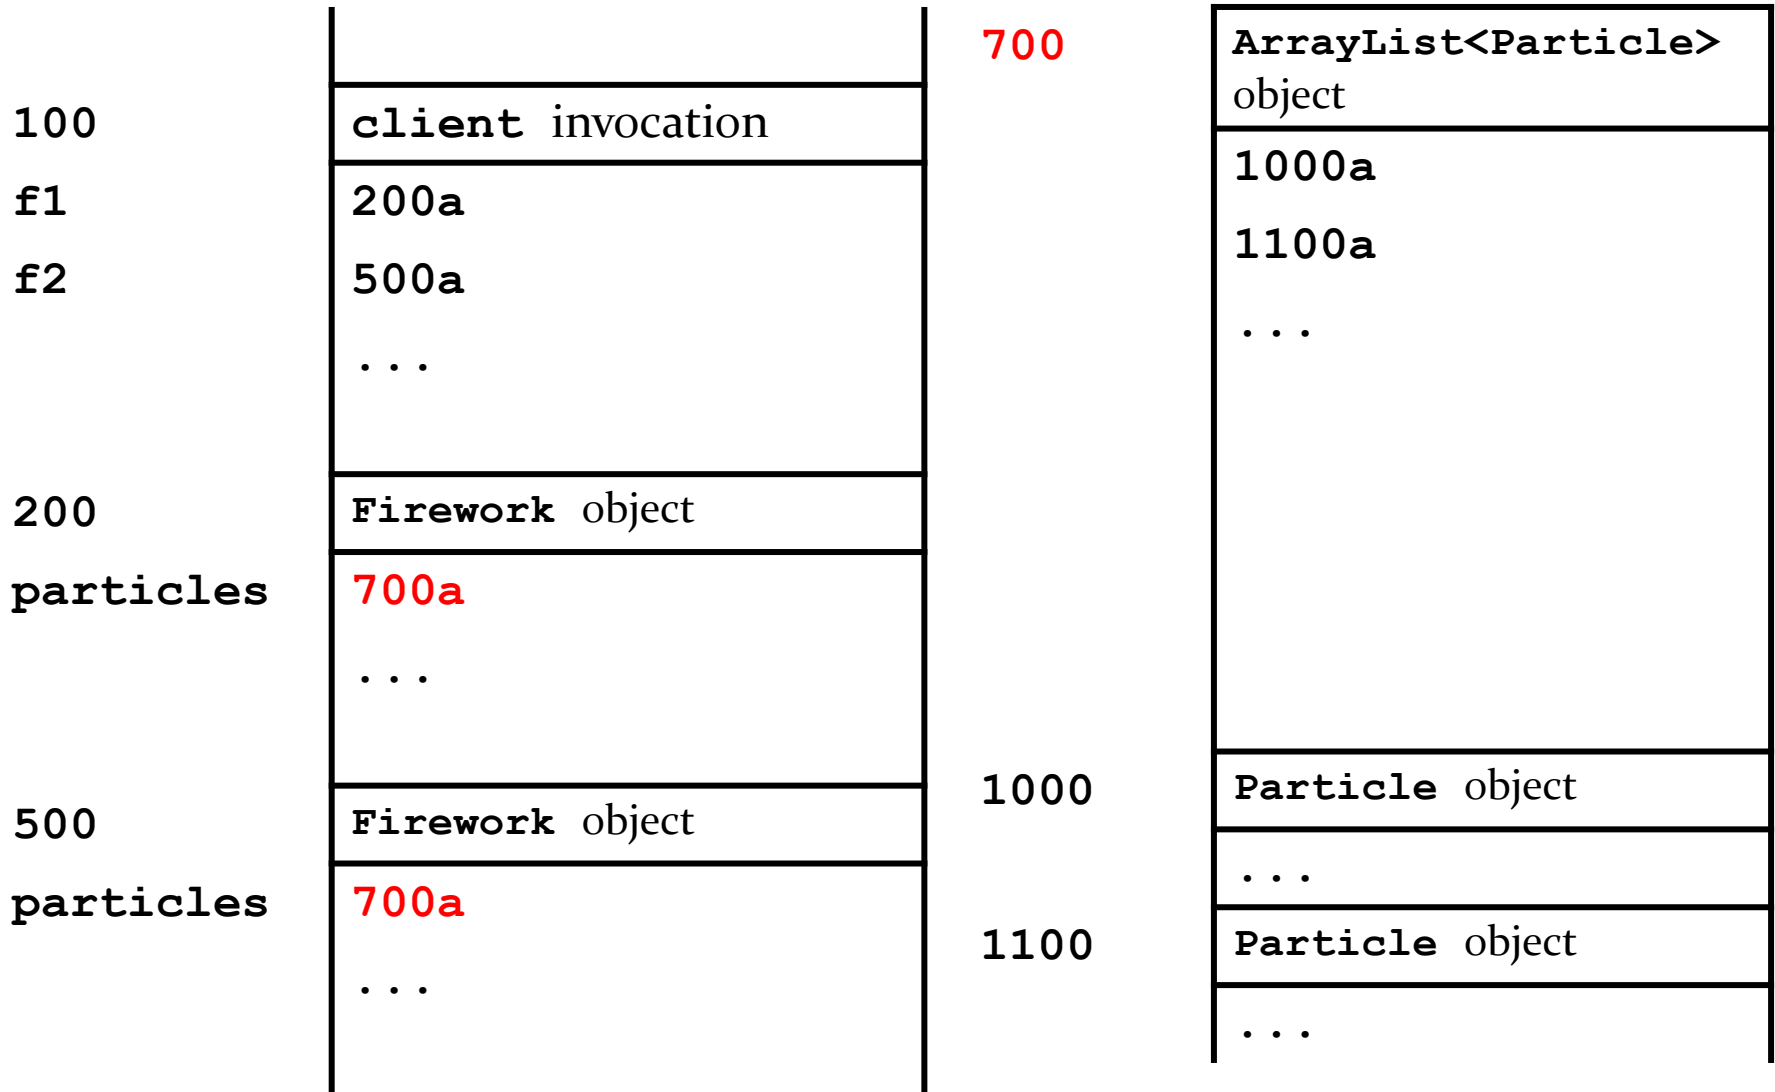 100 client invocation
f1 200a
f2 500a
...
200 Firework object
particles 700a
...
500 Firework object
particles 700a
...
700 ArrayList<Particle>
object
1000a
1100a
...
1000 Particle object
...
1100 Particle object
...